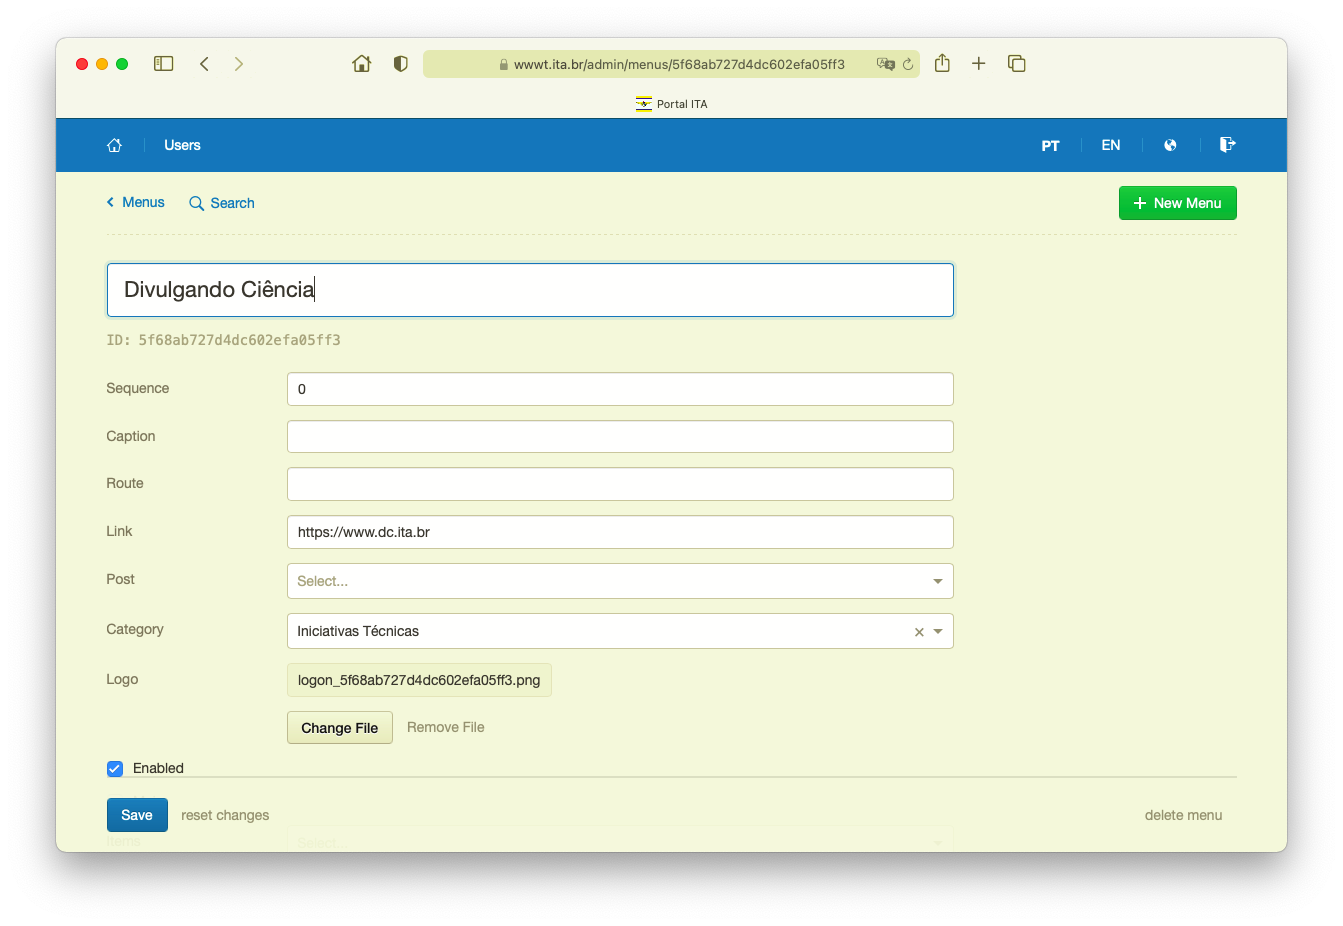 wwwt.ita.br/admin/menus/5f68ab727d4dc602efa05ff3
Portal ITA
Users PT EN
Menus Search + New Menu
Divulgando Ciência
ID: 5f68ab727d4dc602efa05ff3
Sequence 0
Caption
Route
Link https://www.dc.ita.br
Post Select...
Category Iniciativas Técnicas
Logo logon_5f68ab727d4dc602efa05ff3.png
Change File Remove File
Enabled
Save reset changes delete menu
Items Select...